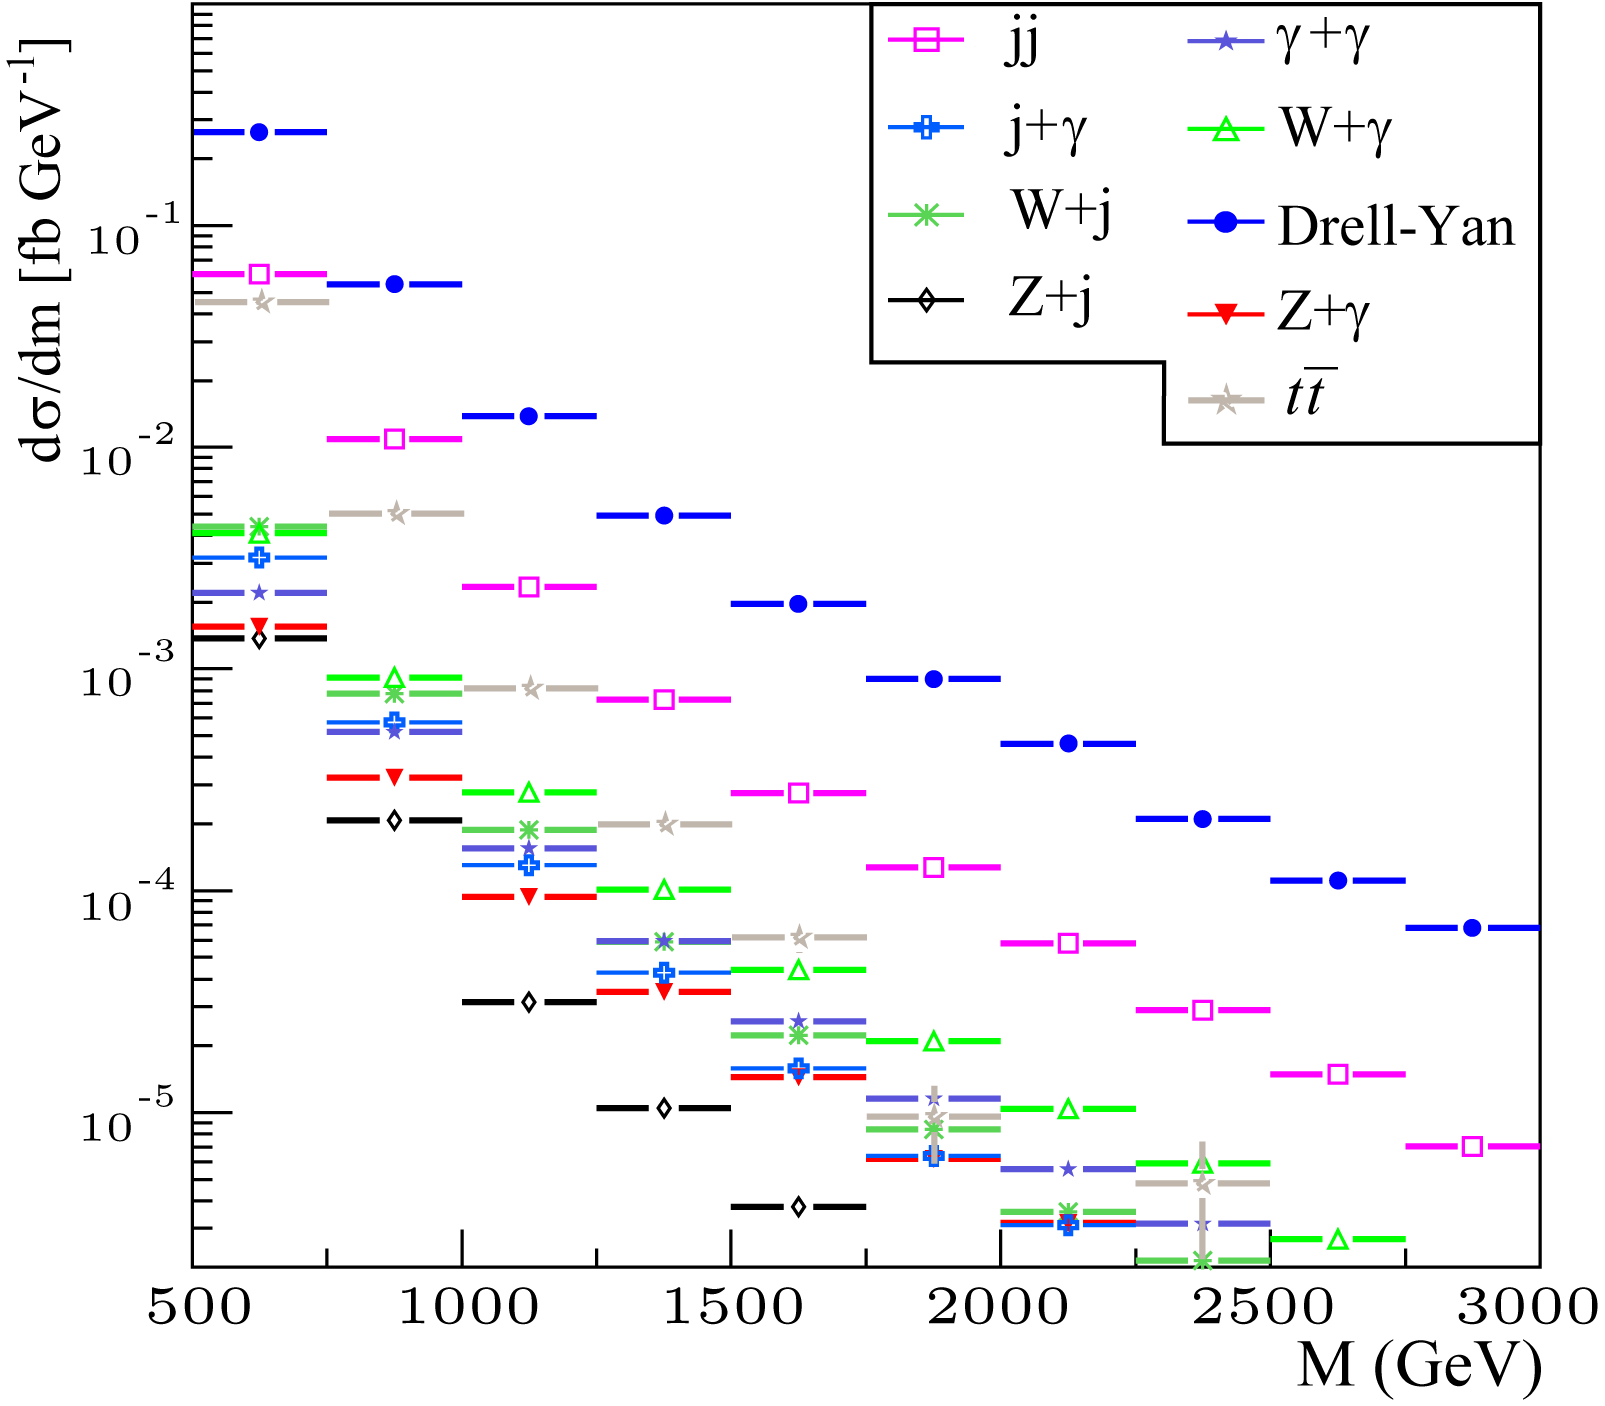 dσ/dm [fb GeV⁻¹]
10⁻¹
10⁻²
10⁻³
10⁻⁴
10⁻⁵
jj
j+γ
W+j
Z+j
γ+γ
W+γ
Drell-Yan
Z+γ
tt̅
500 1000 1500 2000 2500 3000
M (GeV)